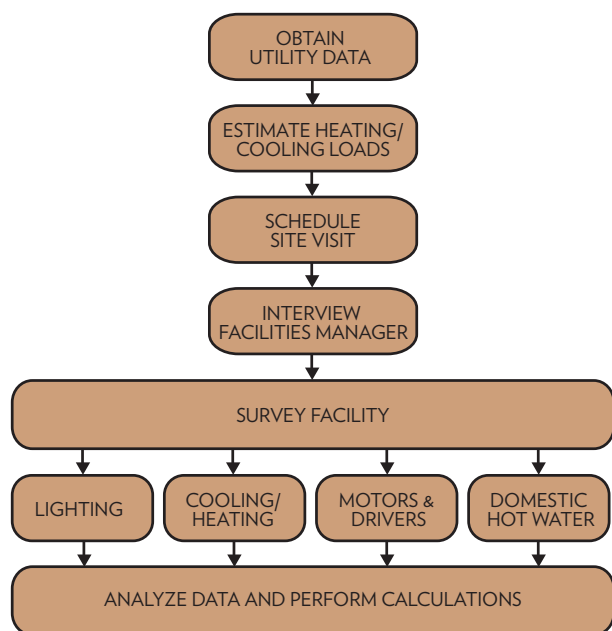 OBTAIN
UTILITY DATA
ESTIMATE HEATING/
COOLING LOADS
SCHEDULE
SITE VISIT
INTERVIEW
FACILITIES MANAGER
SURVEY FACILITY
LIGHTING
COOLING/
HEATING
MOTORS &
DRIVERS
DOMESTIC
HOT WATER
ANALYZE DATA AND PERFORM CALCULATIONS